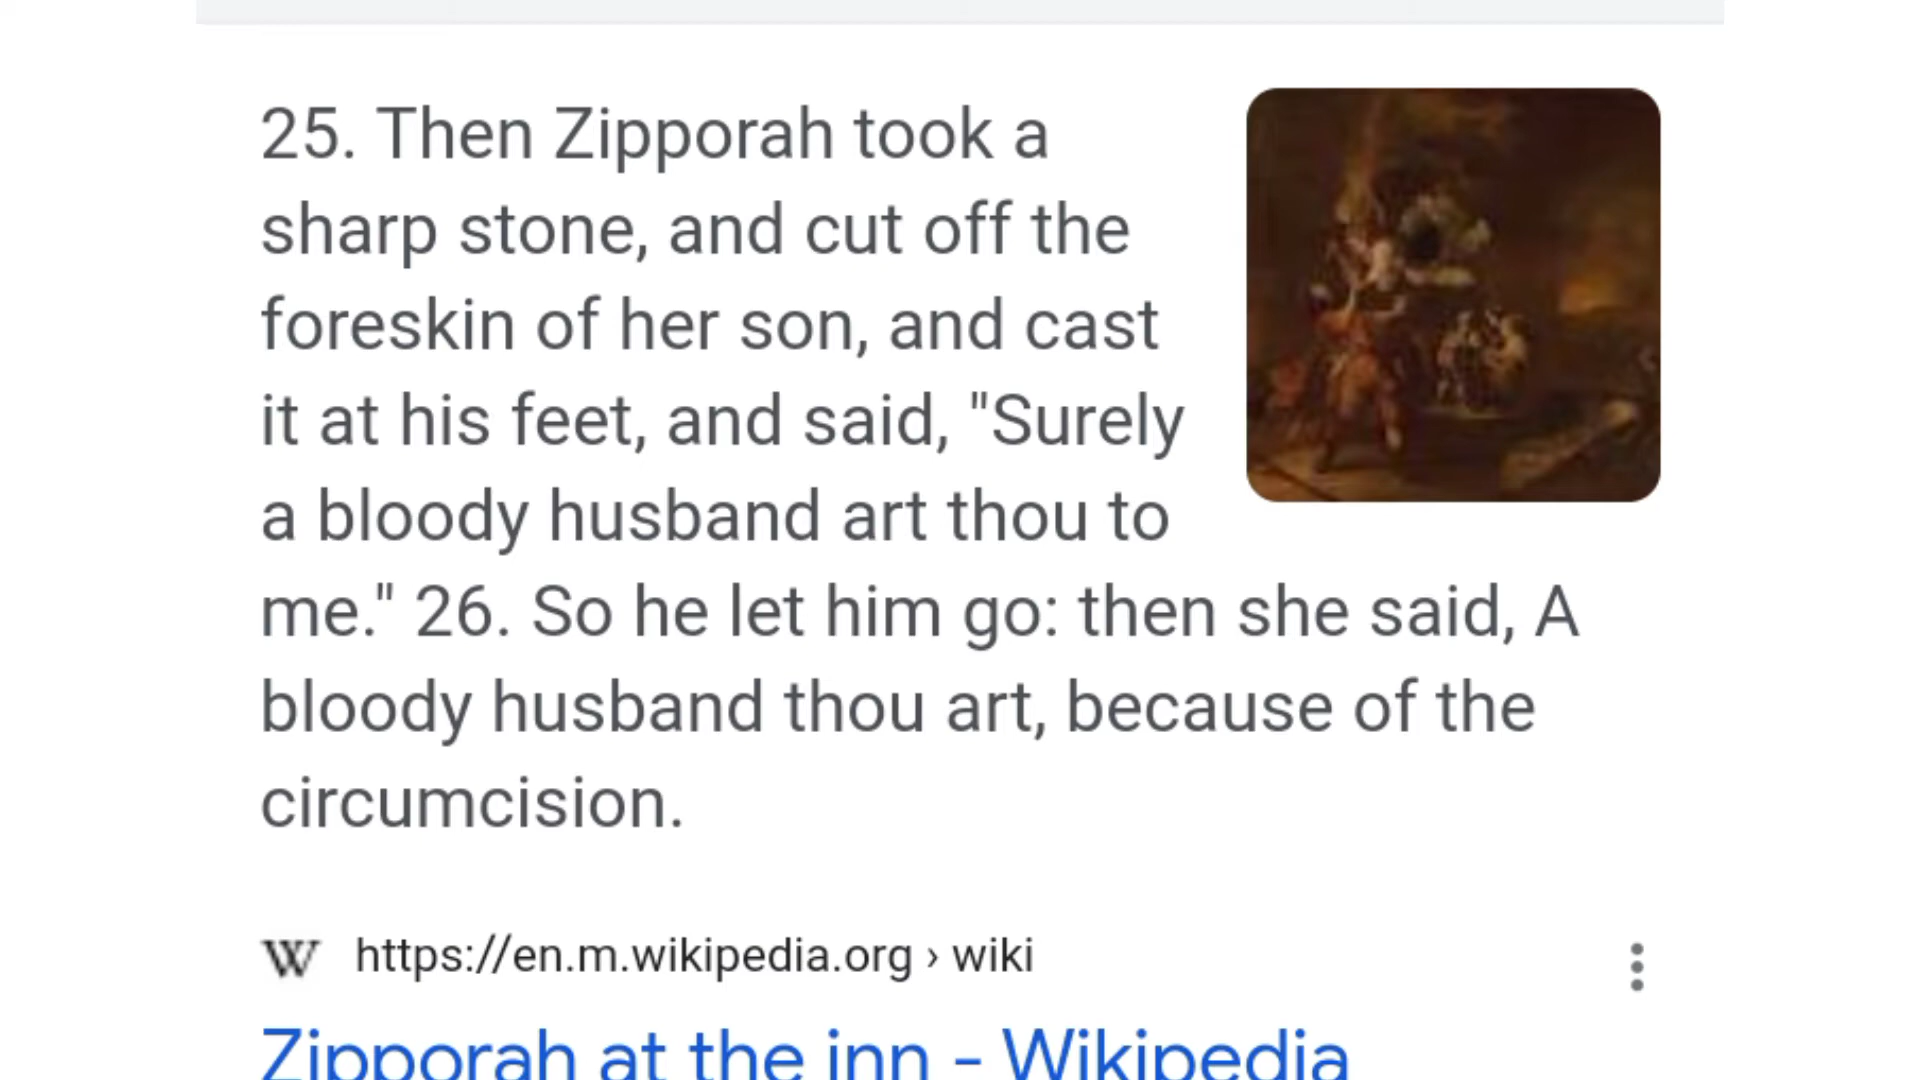 25. Then Zipporah took a
sharp stone, and cut off the
foreskin of her son, and cast
it at his feet, and said, "Surely
a bloody husband art thou to
me." 26. So he let him go: then she said, A
bloody husband thou art, because of the
circumcision.
W https://en.m.wikipedia.org › wiki
Zipporah at the inn - Wikipedia